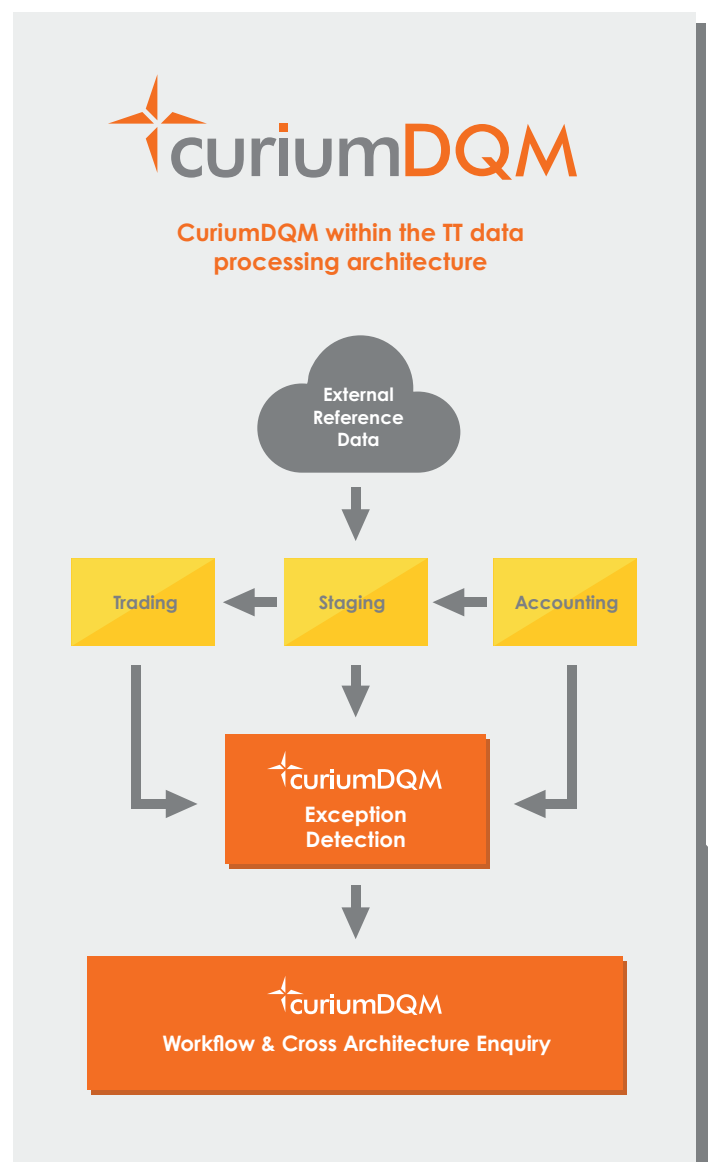 curiumDQM
CuriumDQM within the TT data
processing architecture
External
Reference
Data
Trading
Staging
Accounting
curiumDQM
Exception
Detection
curiumDQM
Workflow & Cross Architecture Enquiry